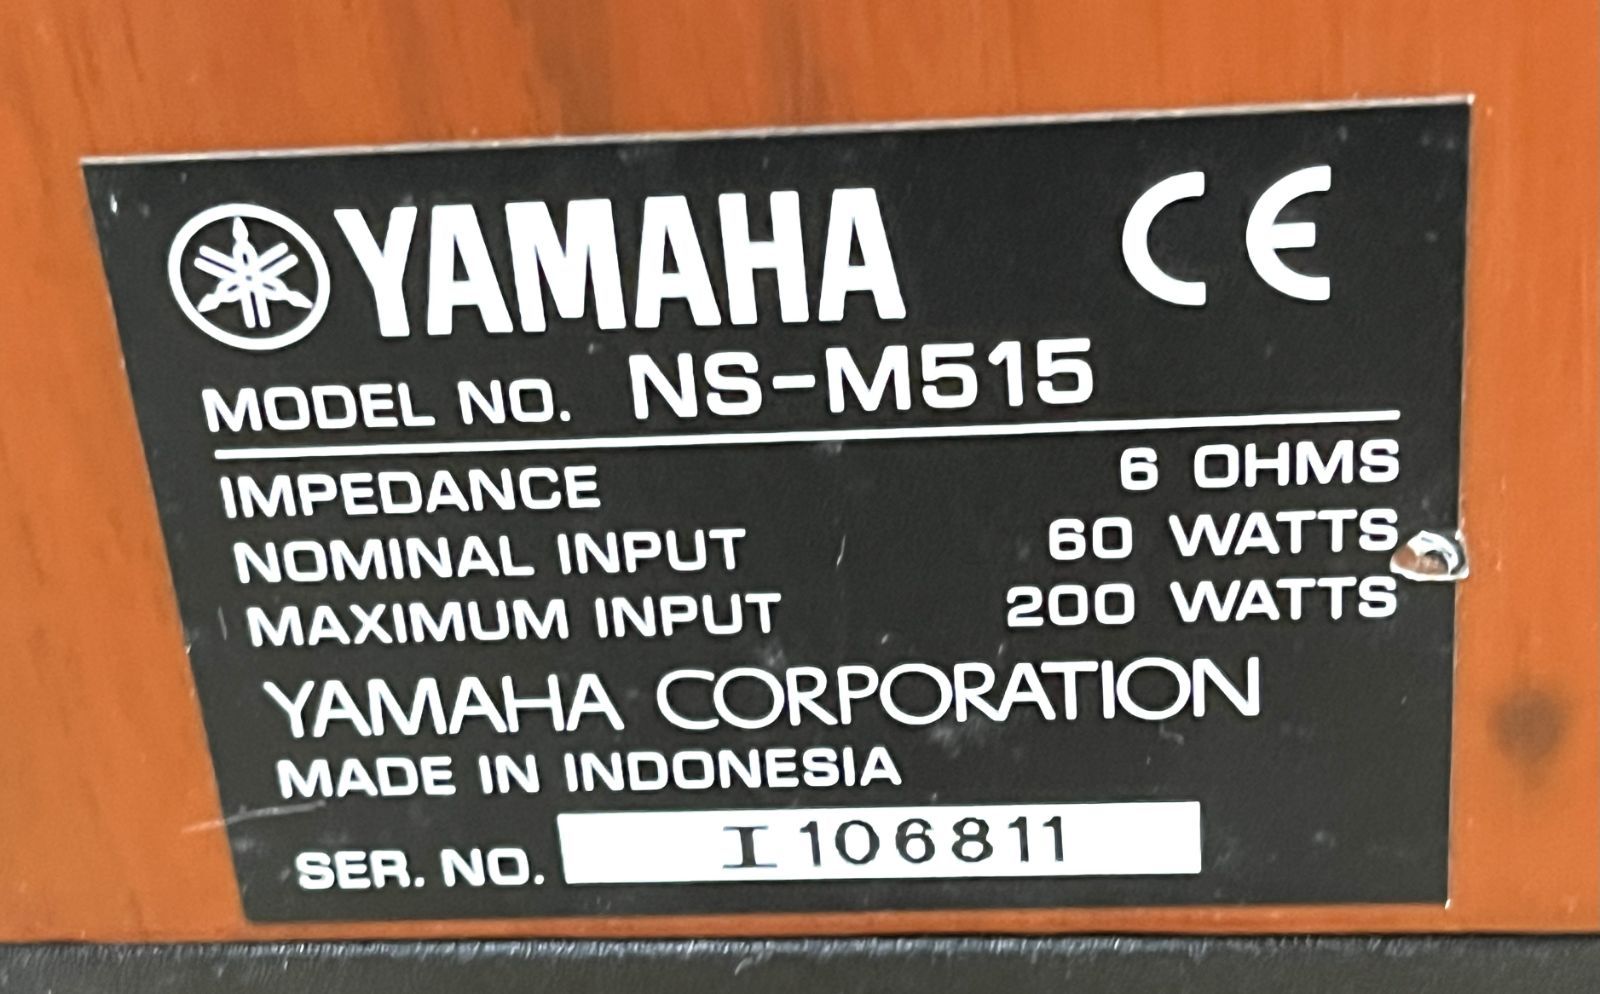 YAMAHA CE
MODEL NO. NS-M515
IMPEDANCE 6 OHMS
NOMINAL INPUT 60 WATTS
MAXIMUM INPUT 200 WATTS
YAMAHA CORPORATION
MADE IN INDONESIA
SER. NO. I106811